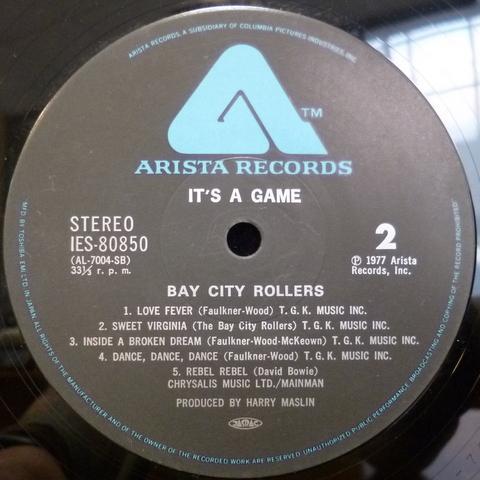 ARISTA RECORDS, A SUBSIDIARY OF COLUMBIA PICTURES INDUSTRIES, INC.
TM
ARISTA RECORDS
IT'S A GAME
STEREO
IES-80850
(AL-7004-SB)
33⅓ r. p. m.
2
℗ 1977 Arista
Records, Inc.
BAY CITY ROLLERS
1. LOVE FEVER (Faulkner-Wood) T. G. K. MUSIC INC.
2. SWEET VIRGINIA (The Bay City Rollers) T. G. K. MUSIC INC.
3. INSIDE A BROKEN DREAM (Faulkner-Wood-McKeown) T. G. K. MUSIC INC.
4. DANCE, DANCE, DANCE (Faulkner-Wood) T. G. K. MUSIC INC.
5. REBEL REBEL (David Bowie)
CHRYSALIS MUSIC LTD./MAINMAN
PRODUCED BY HARRY MASLIN
JASRAC
MF'D BY TOSHIBA EMI LTD. IN JAPAN ALL RIGHTS OF THE MANUFACTURER AND OF THE OWNER OF THE RECORDED WORK ARE RESERVED UNAUTHORIZED PUBLIC PERFORMANCE BROADCASTING AND COPYING OF THE RECORD PROHIBITED